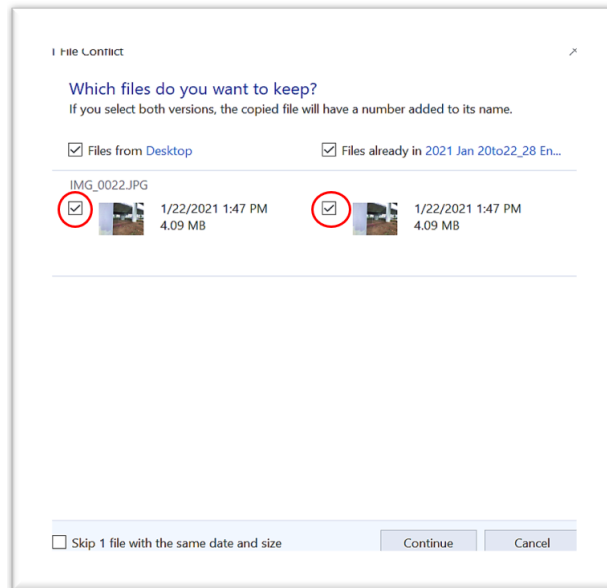 1 File Conflict
Which files do you want to keep?
If you select both versions, the copied file will have a number added to its name.
Files from Desktop
Files already in 2021 Jan 20to22_28 En...
IMG_0022.JPG
1/22/2021 1:47 PM
4.09 MB
1/22/2021 1:47 PM
4.09 MB
Skip 1 file with the same date and size
Continue
Cancel